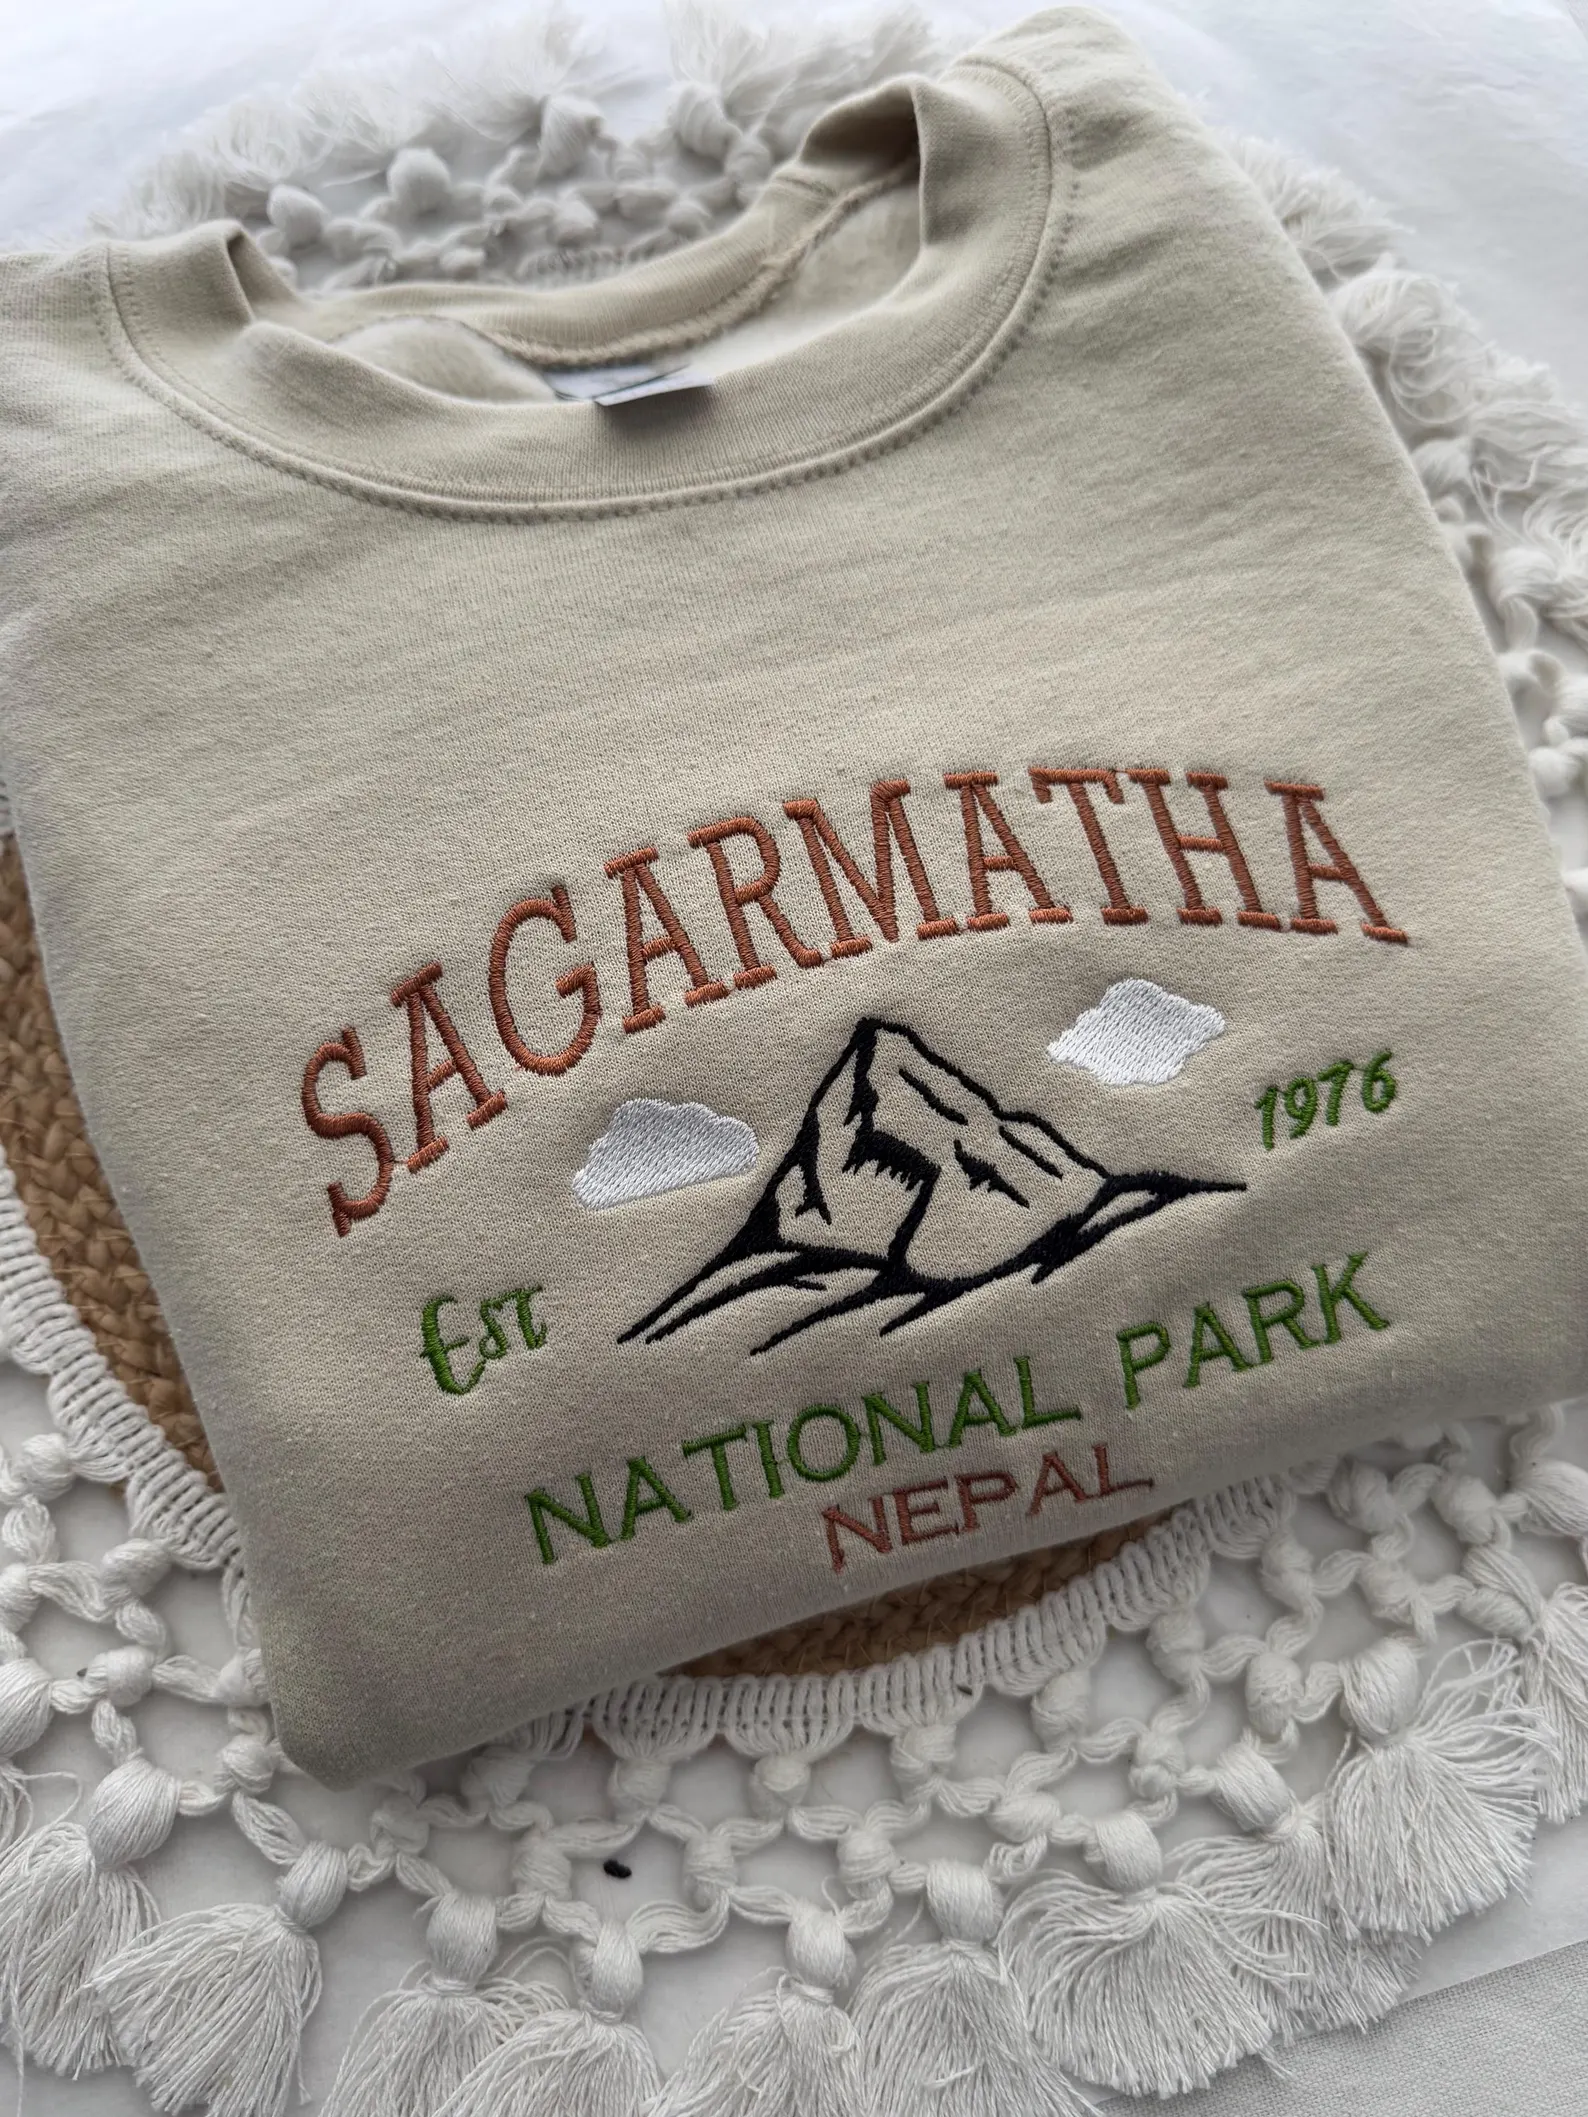 SAGARMATHA
Est 1976
NATIONAL PARK
NEPAL